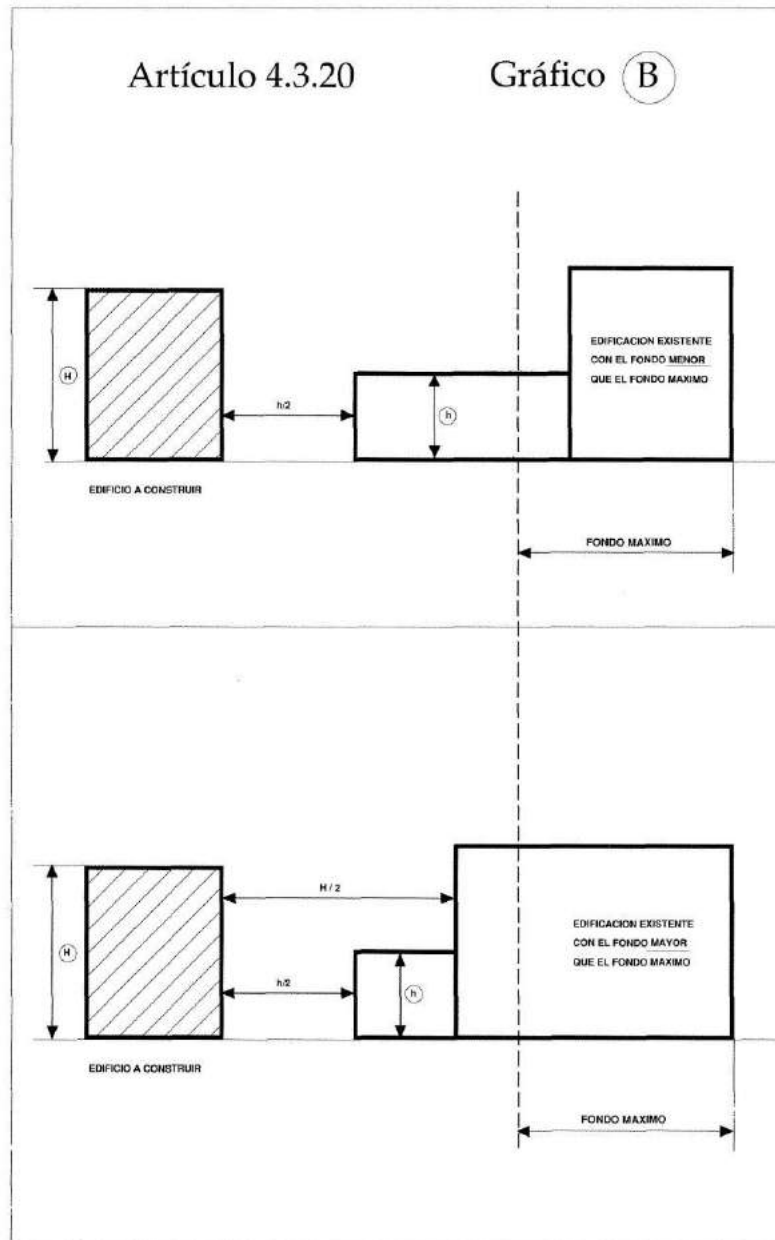 Artículo 4.3.20 Gráfico B
H
h/2
h
EDIFICACION EXISTENTE
CON EL FONDO MENOR
QUE EL FONDO MAXIMO
EDIFICIO A CONSTRUIR
FONDO MAXIMO
H / 2
H
h/2
h
EDIFICACION EXISTENTE
CON EL FONDO MAYOR
QUE EL FONDO MAXIMO
EDIFICIO A CONSTRUIR
FONDO MAXIMO